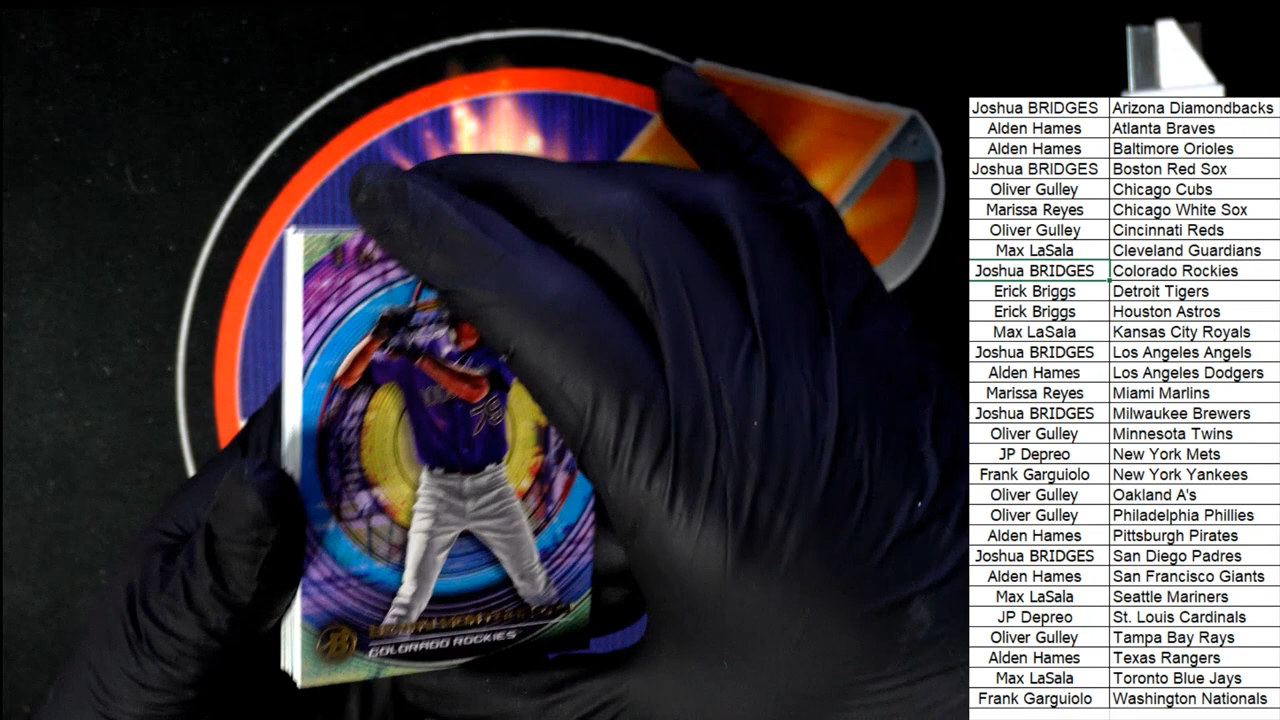 79
COLORADO ROCKIES
Joshua BRIDGES Arizona Diamondbacks
Alden Hames Atlanta Braves
Alden Hames Baltimore Orioles
Joshua BRIDGES Boston Red Sox
Oliver Gulley Chicago Cubs
Marissa Reyes Chicago White Sox
Oliver Gulley Cincinnati Reds
Max LaSala Cleveland Guardians
Joshua BRIDGES Colorado Rockies
Erick Briggs Detroit Tigers
Erick Briggs Houston Astros
Max LaSala Kansas City Royals
Joshua BRIDGES Los Angeles Angels
Alden Hames Los Angeles Dodgers
Marissa Reyes Miami Marlins
Joshua BRIDGES Milwaukee Brewers
Oliver Gulley Minnesota Twins
JP Depreo New York Mets
Frank Garguiolo New York Yankees
Oliver Gulley Oakland A's
Oliver Gulley Philadelphia Phillies
Alden Hames Pittsburgh Pirates
Joshua BRIDGES San Diego Padres
Alden Hames San Francisco Giants
Max LaSala Seattle Mariners
JP Depreo St. Louis Cardinals
Oliver Gulley Tampa Bay Rays
Alden Hames Texas Rangers
Max LaSala Toronto Blue Jays
Frank Garguiolo Washington Nationals